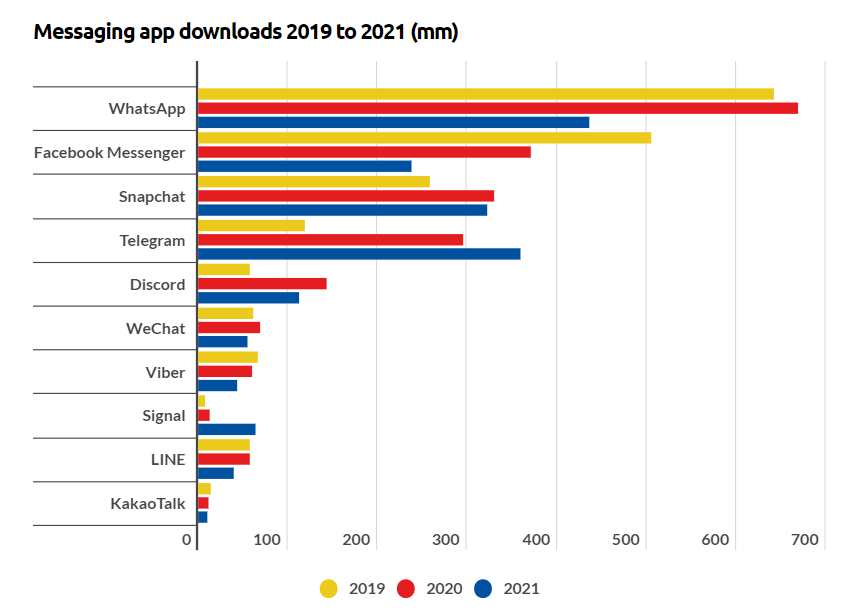 Messaging app downloads 2019 to 2021 (mm)
WhatsApp
Facebook Messenger
Snapchat
Telegram
Discord
WeChat
Viber
Signal
LINE
KakaoTalk
0 100 200 300 400 500 600 700
2019 2020 2021